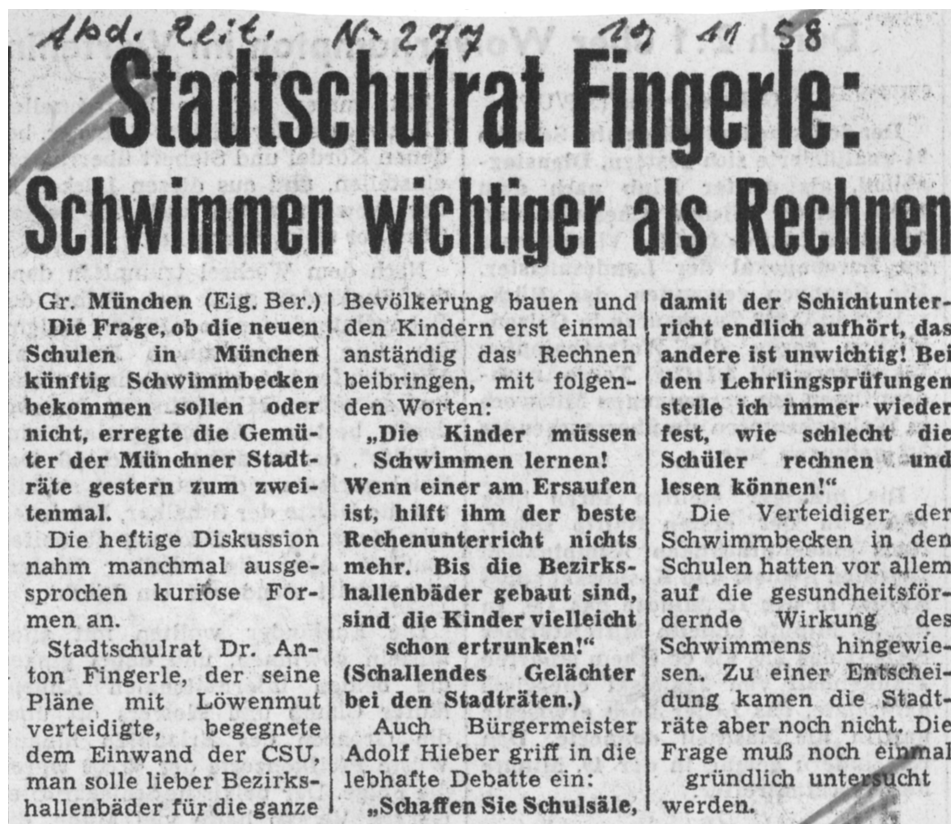 Abd. Zeit. Nr 277 19 11 58
Stadtschulrat Fingerle:
Schwimmen wichtiger als Rechnen
Gr. München (Eig. Ber.)
Die Frage, ob die neuen
Schulen in München
künftig Schwimmbecken
bekommen sollen oder
nicht, erregte die Gemü-
ter der Münchner Stadt-
räte gestern zum zwei-
tenmal.
Die heftige Diskussion
nahm manchmal ausge-
sprochen kuriose For-
men an.
Stadtschulrat Dr. An-
ton Fingerle, der seine
Pläne mit Löwenmut
verteidigte, begegnete
dem Einwand der CSU,
man solle lieber Bezirks-
hallenbäder für die ganze
Bevölkerung bauen und
den Kindern erst einmal
anständig das Rechnen
beibringen, mit folgen-
den Worten:
„Die Kinder müssen
Schwimmen lernen!
Wenn einer am Ersaufen
ist, hilft ihm der beste
Rechenunterricht nichts
mehr. Bis die Bezirks-
hallenbäder gebaut sind,
sind die Kinder vielleicht
schon ertrunken!“
(Schallendes Gelächter
bei den Stadträten.)
Auch Bürgermeister
Adolf Hieber griff in die
lebhafte Debatte ein:
„Schaffen Sie Schulsäle,
damit der Schichtunter-
richt endlich aufhört, das
andere ist unwichtig! Bei
den Lehrlingsprüfungen
stelle ich immer wieder
fest, wie schlecht die
Schüler rechnen und
lesen können!“
Die Verfeidiger der
Schwimmbecken in den
Schulen hatten vor allem
auf die gesundheitsför-
dernde Wirkung des
Schwimmens hingewie-
sen. Zu einer Entschei-
dung kamen die Stadt-
räte aber noch nicht. Die
Frage muß noch einmal
gründlich untersucht
werden.